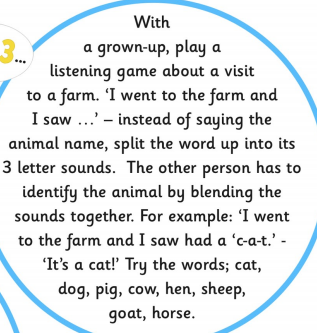 3...
With
a grown-up, play a
listening game about a visit
to a farm. ‘I went to the farm and
I saw ...’ – instead of saying the
animal name, split the word up into its
3 letter sounds.  The other person has to
identify the animal by blending the
sounds together. For example: ‘I went
to the farm and I saw had a ‘c-a-t.’ -
‘It’s a cat!’ Try the words; cat,
dog, pig, cow, hen, sheep,
goat, horse.